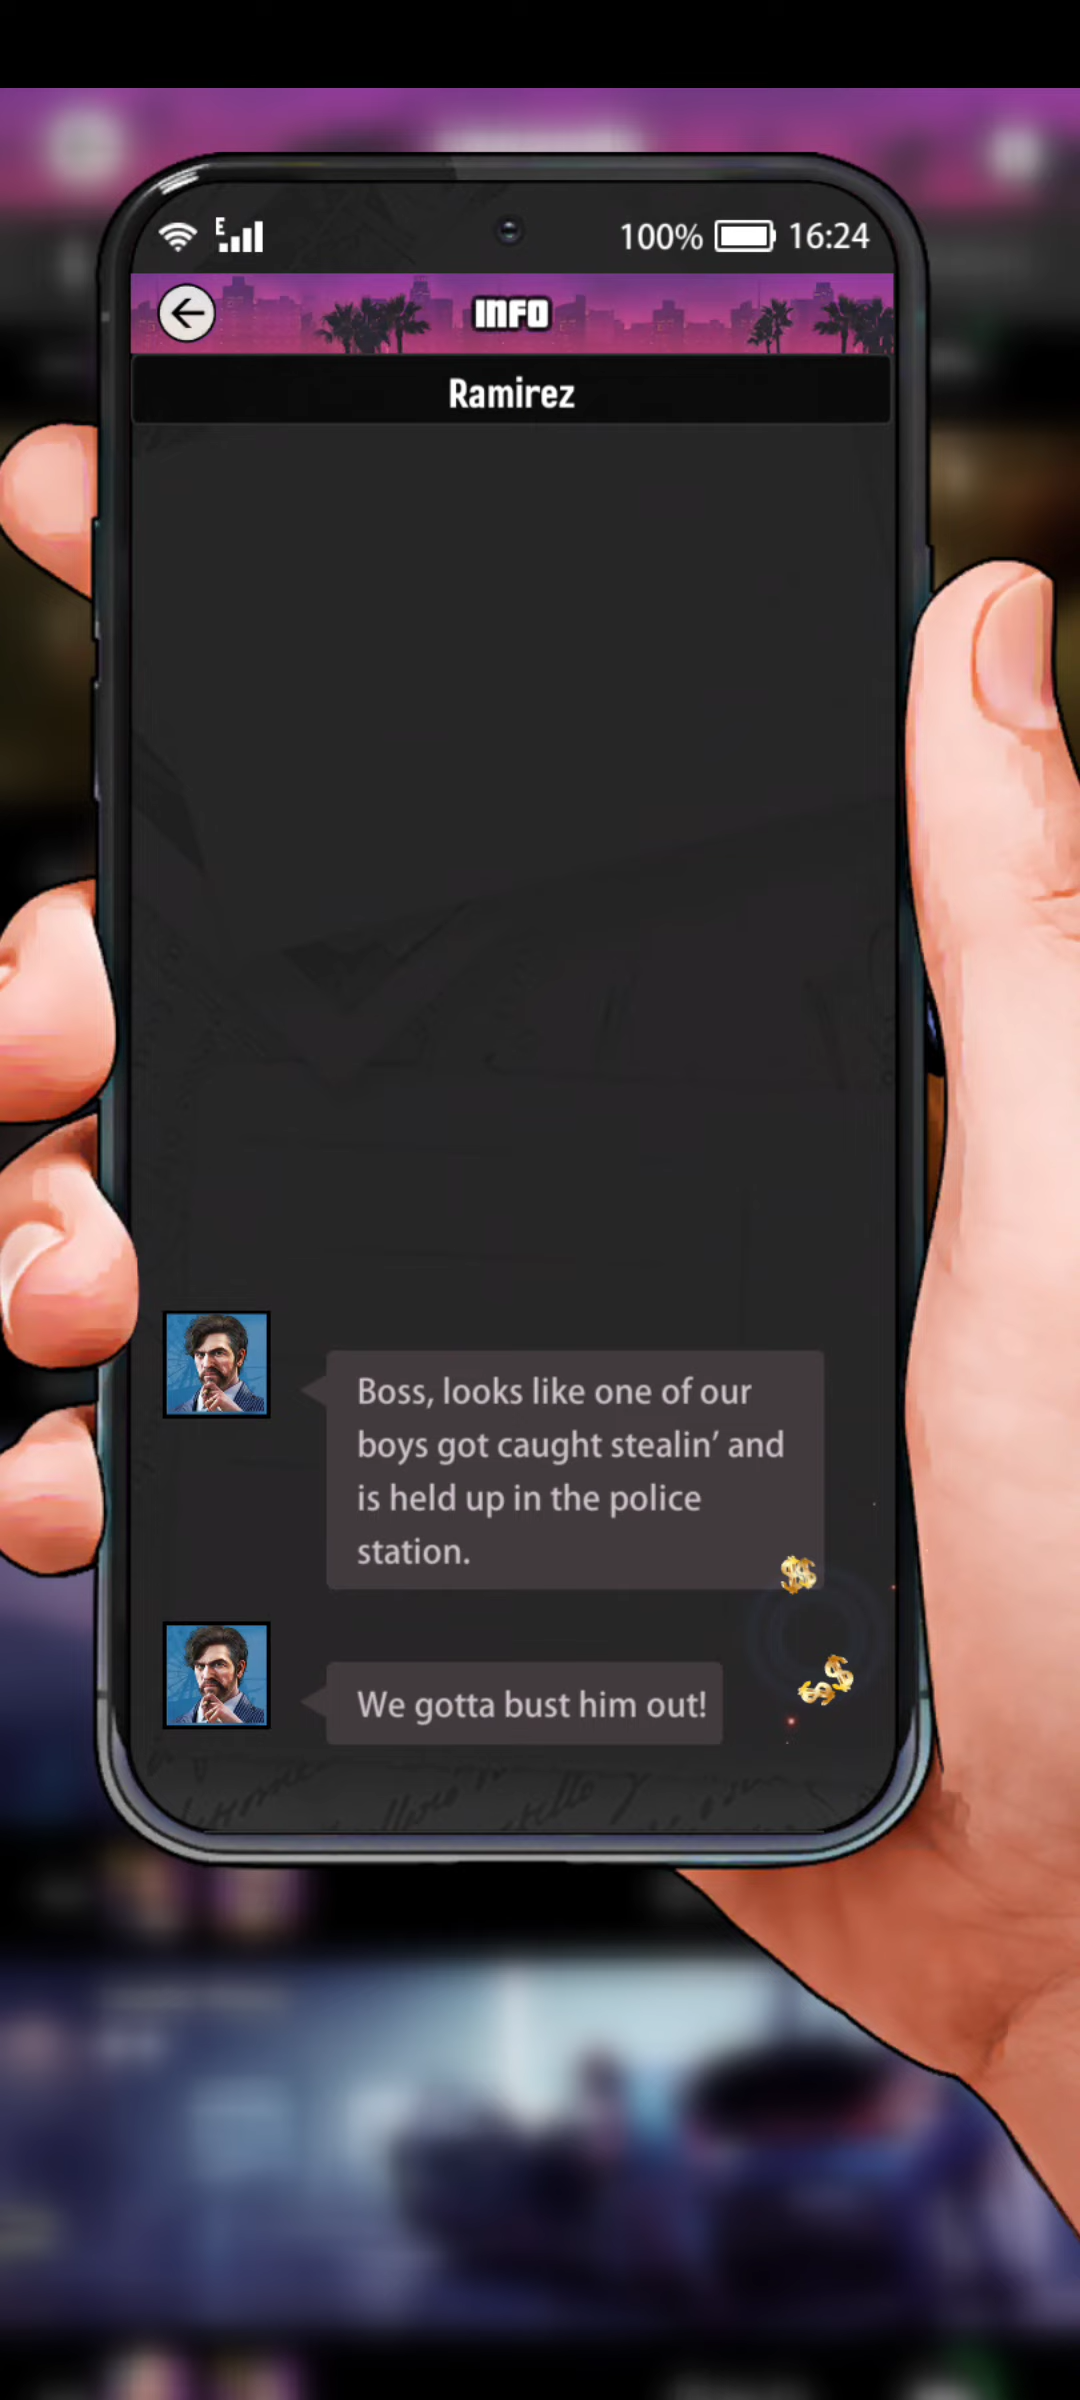 E 100% 16:24
INFO
Ramirez
Boss, looks like one of our
boys got caught stealin’ and
is held up in the police
station.
We gotta bust him out!